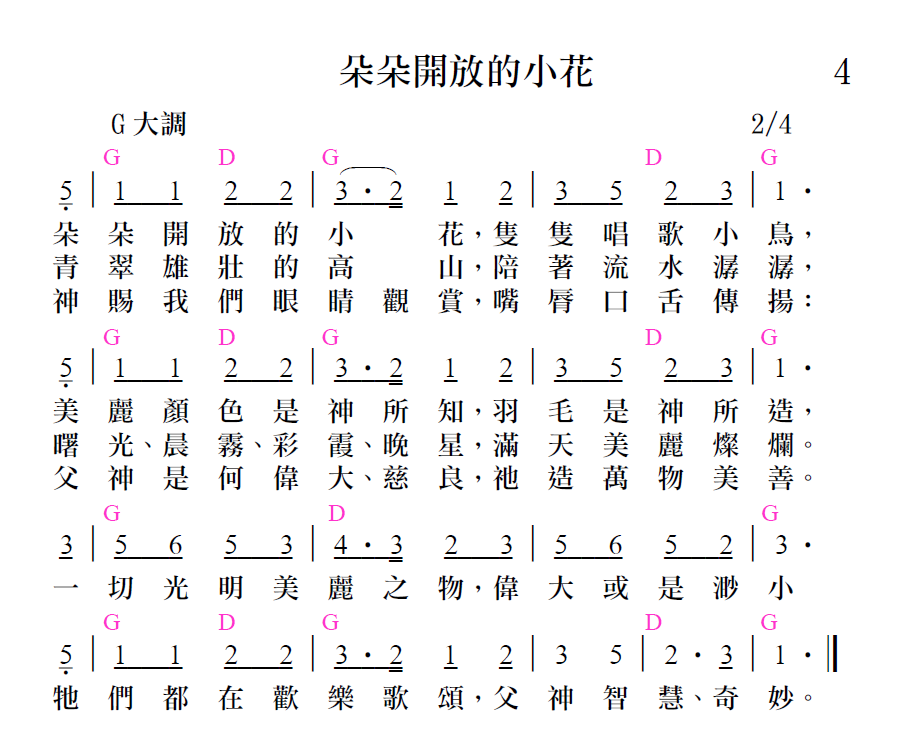 朵朵開放的小花 4
G 大調 2/4
G D G D G
5 | 1 1 2 2 | 3 · 2 1 2 | 3 5 2 3 | 1 ·
朵 朵 開 放 的 小 花，隻 隻 唱 歌 小 鳥，
青 翠 雄 壯 的 高 山，陪 著 流 水 潺 潺，
神 賜 我 們 眼 睛 觀 賞，嘴 唇 口 舌 傳 揚：
G D G D G
5 | 1 1 2 2 | 3 · 2 1 2 | 3 5 2 3 | 1 ·
美 麗 顏 色 是 神 所 知，羽 毛 是 神 所 造，
曙 光、晨 霧、彩 霞、晚 星，滿 天 美 麗 燦 爛。
父 神 是 何 偉 大、慈 良，祂 造 萬 物 美 善。
G D G
3 | 5 6 5 3 | 4 · 3 2 3 | 5 6 5 2 | 3 ·
一 切 光 明 美 麗 之 物，偉 大 或 是 渺 小
G D G D G
5 | 1 1 2 2 | 3 · 2 1 2 | 3 5 | 2 · 3 | 1 · ‖
牠 們 都 在 歡 樂 歌 頌，父 神 智 慧、奇 妙。